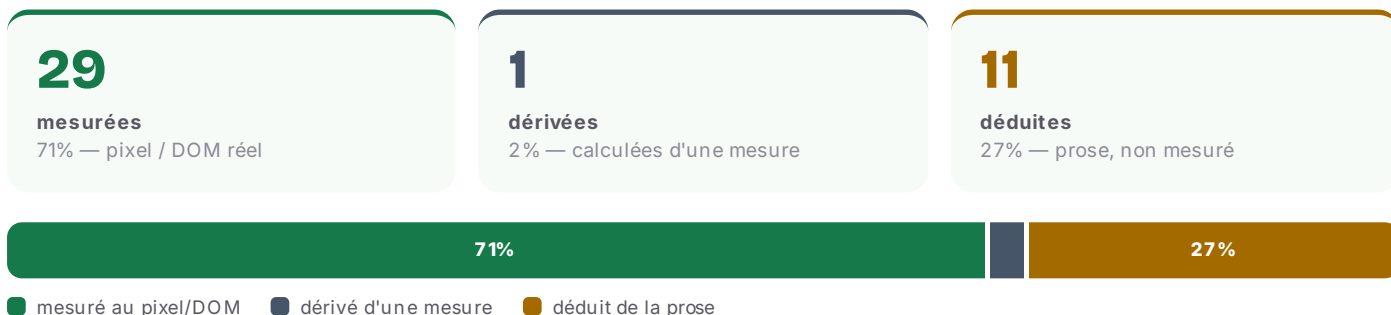 29
mesurées
71% — pixel / DOM réel
1
dérivées
2% — calculées d'une mesure
11
déduites
27% — prose, non mesuré
71%
27%
mesuré au pixel/DOM
dérivé d'une mesure
déduit de la prose